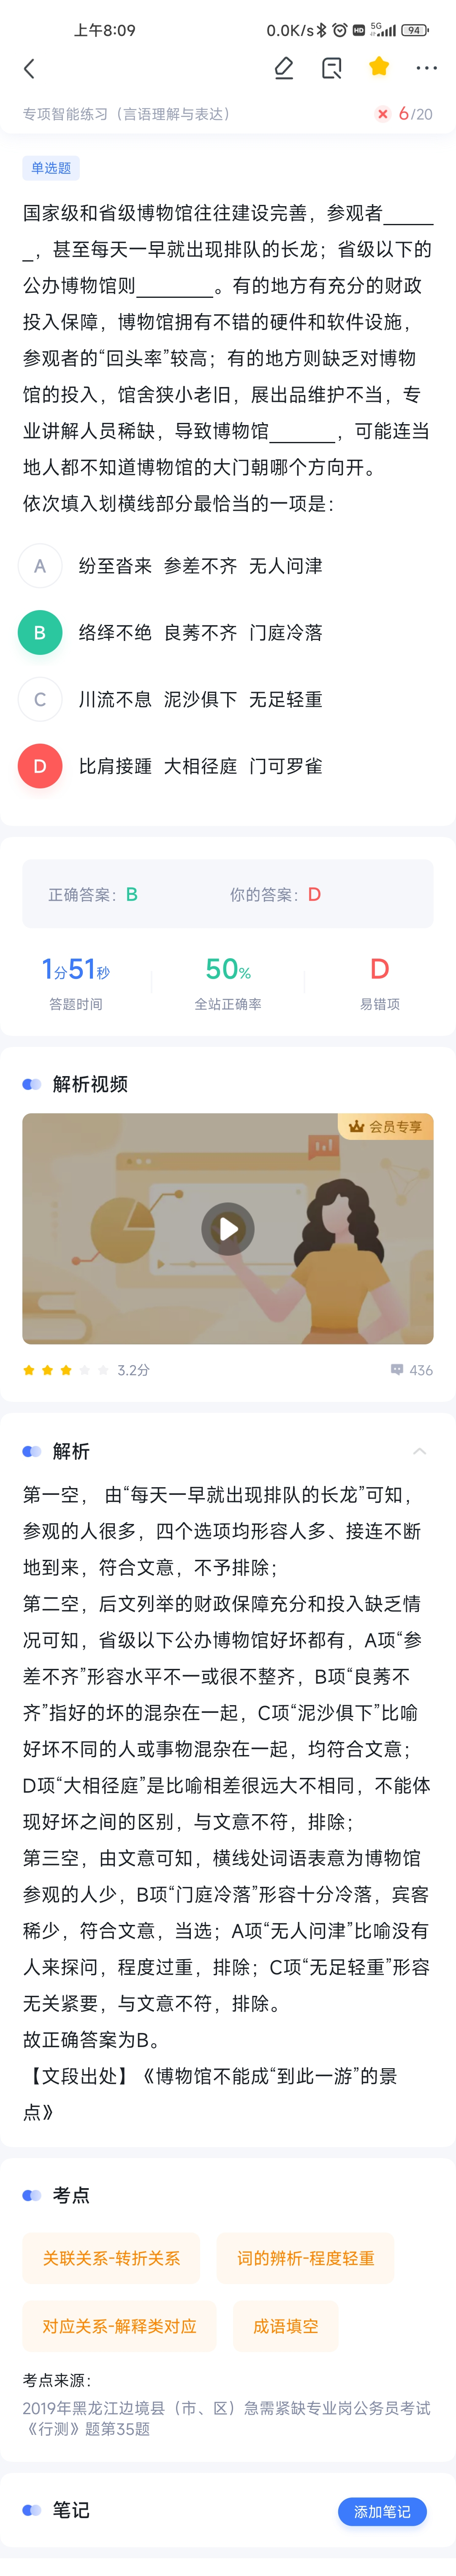 上午8:09
0.0K/s HD 5G 94
专项智能练习（言语理解与表达）
6/20
单选题
国家级和省级博物馆往往建设完善，参观者______
_，甚至每天一早就出现排队的长龙；省级以下的
公办博物馆则________。有的地方有充分的财政
投入保障，博物馆拥有不错的硬件和软件设施，
参观者的“回头率”较高；有的地方则缺乏对博物
馆的投入，馆舍狭小老旧，展出品维护不当，专
业讲解人员稀缺，导致博物馆_______，可能连当
地人都不知道博物馆的大门朝哪个方向开。
依次填入划横线部分最恰当的一项是：
A 纷至沓来 参差不齐 无人问津
B 络绎不绝 良莠不齐 门庭冷落
C 川流不息 泥沙俱下 无足轻重
D 比肩接踵 大相径庭 门可罗雀
正确答案：B 你的答案：D
1分51秒 50% D
答题时间 全站正确率 易错项
解析视频
会员专享
3.2分 436
解析
第一空， 由“每天一早就出现排队的长龙”可知，
参观的人很多，四个选项均形容人多、接连不断
地到来，符合文意，不予排除；
第二空，后文列举的财政保障充分和投入缺乏情
况可知，省级以下公办博物馆好坏都有，A项“参
差不齐”形容水平不一或很不整齐，B项“良莠不
齐”指好的坏的混杂在一起，C项“泥沙俱下”比喻
好坏不同的人或事物混杂在一起，均符合文意；
D项“大相径庭”是比喻相差很远大不相同，不能体
现好坏之间的区别，与文意不符，排除；
第三空，由文意可知，横线处词语表意为博物馆
参观的人少，B项“门庭冷落”形容十分冷落，宾客
稀少，符合文意，当选；A项“无人问津”比喻没有
人来探问，程度过重，排除；C项“无足轻重”形容
无关紧要，与文意不符，排除。
故正确答案为B。
【文段出处】《博物馆不能成“到此一游”的景
点》
考点
关联关系-转折关系 词的辨析-程度轻重
对应关系-解释类对应 成语填空
考点来源：
2019年黑龙江边境县（市、区）急需紧缺专业岗公务员考试
《行测》题第35题
笔记 添加笔记